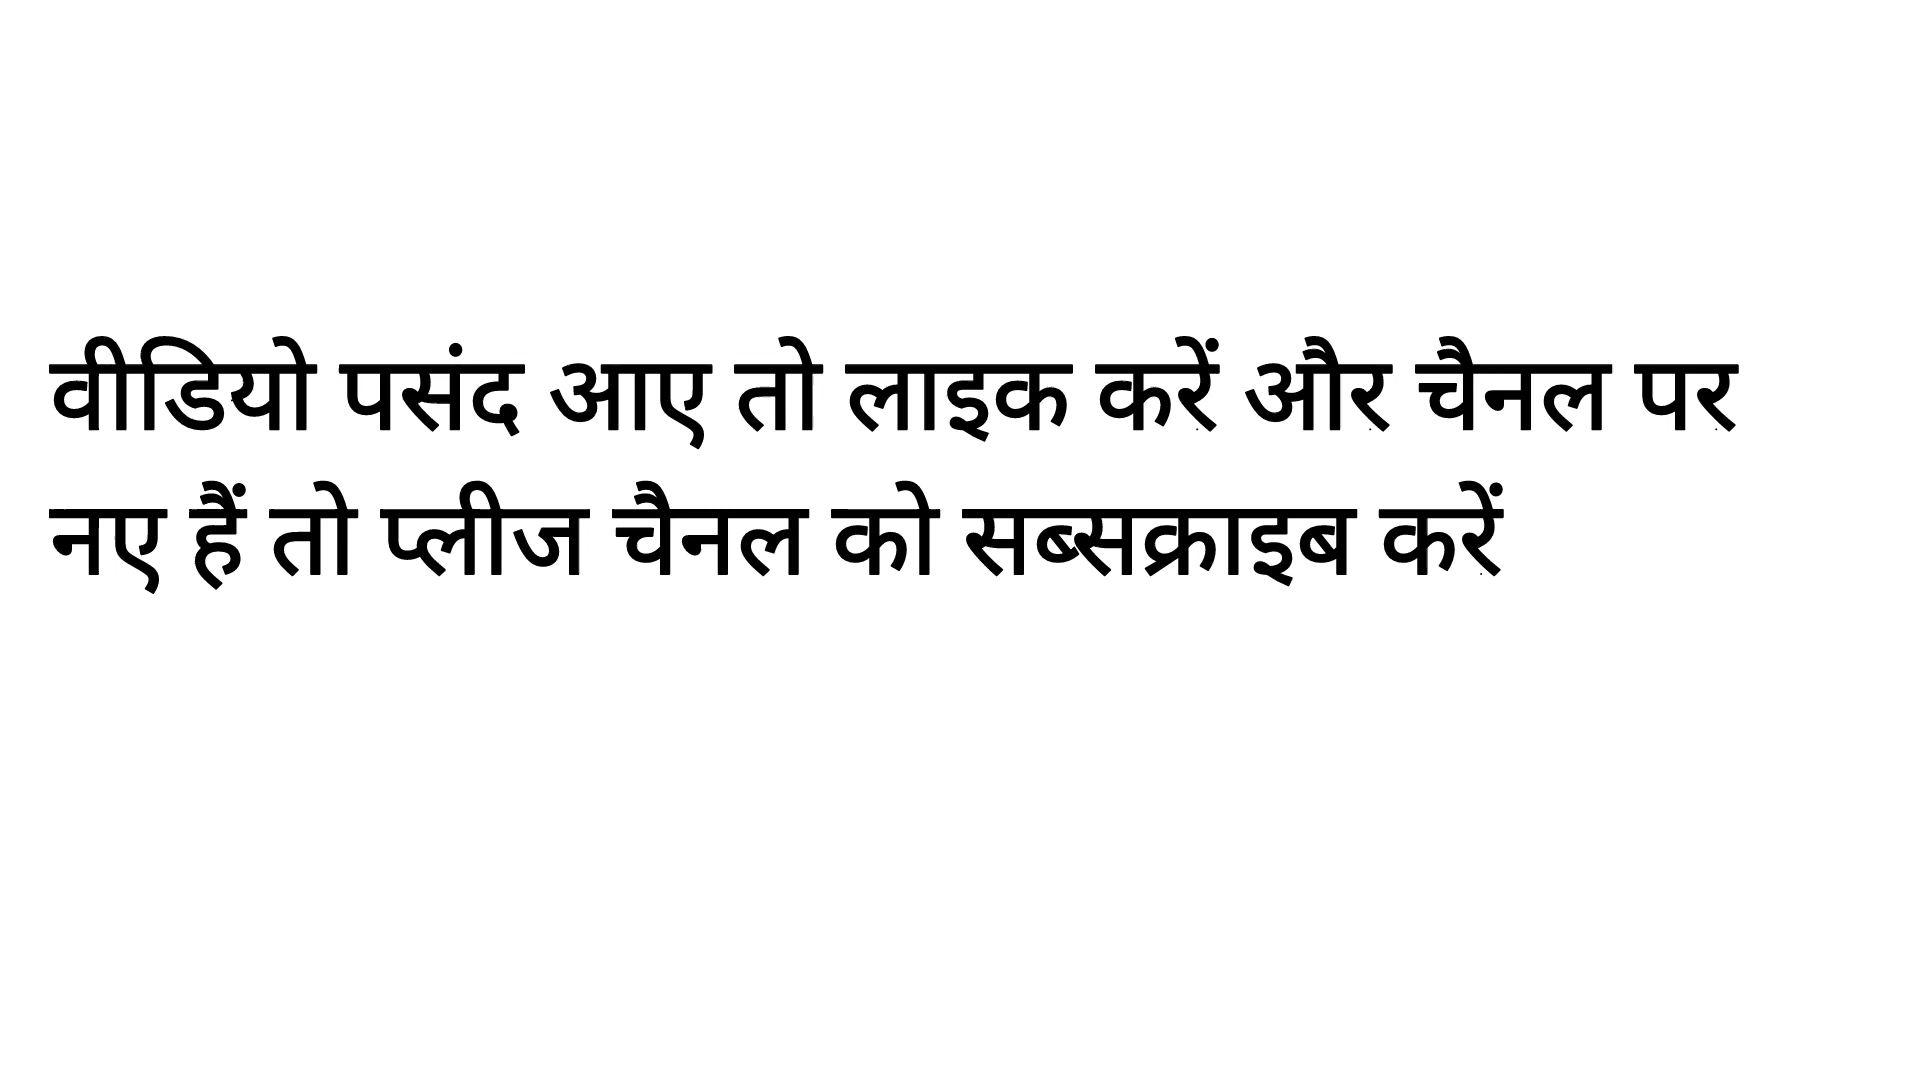 वीडियो पसंद आए तो लाइक करें और चैनल पर
नए हैं तो प्लीज चैनल को सब्सक्राइब करें